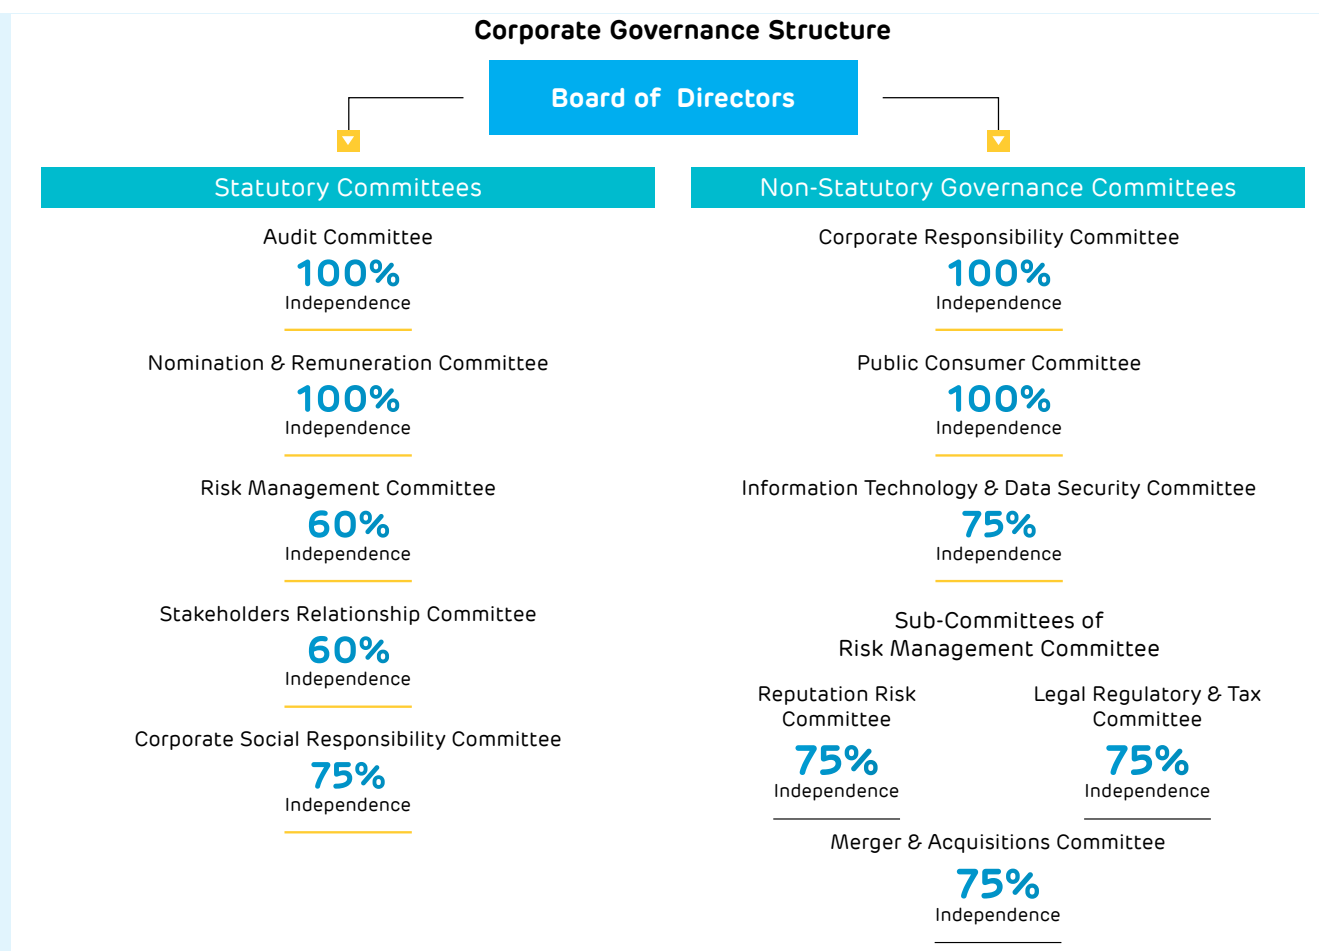 Corporate Governance Structure
Board of Directors
Statutory Committees
Audit Committee
100%
Independence
Nomination & Remuneration Committee
100%
Independence
Risk Management Committee
60%
Independence
Stakeholders Relationship Committee
60%
Independence
Corporate Social Responsibility Committee
75%
Independence
Non-Statutory Governance Committees
Corporate Responsibility Committee
100%
Independence
Public Consumer Committee
100%
Independence
Information Technology & Data Security Committee
75%
Independence
Sub-Committees of
Risk Management Committee
Reputation Risk
Committee
75%
Independence
Legal Regulatory & Tax
Committee
75%
Independence
Merger & Acquisitions Committee
75%
Independence